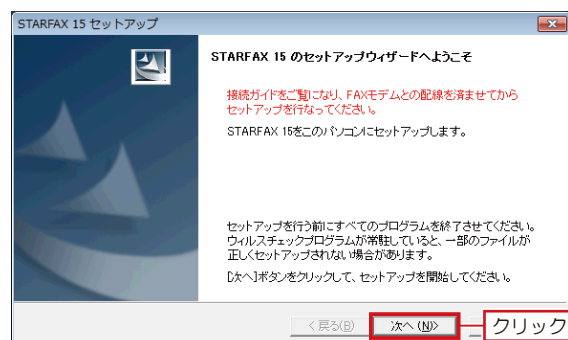 STARFAX 15 セットアップ
STARFAX 15 のセットアップウィザードへようこそ
接続ガイドをご覧になり、FAXモデムとの配線を済ませてから
セットアップを行なってください。
STARFAX 15をこのパソコンにセットアップします。
セットアップを行う前にすべてのプログラムを終了させてください。
ウィルスチェックプログラムが常駐していると、一部のファイルが
正しくセットアップされない場合があります。
[次へ]ボタンをクリックして、セットアップを開始してください。
< 戻る(B)
次へ (N)>
クリック